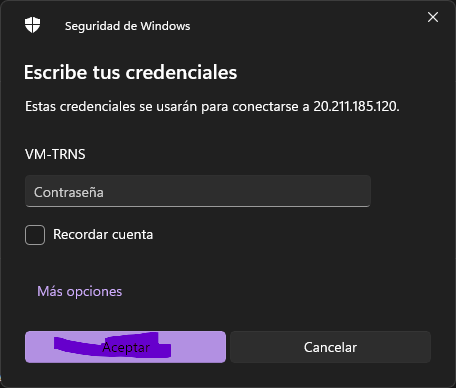 Seguridad de Windows
Escribe tus credenciales
Estas credenciales se usarán para conectarse a 20.211.185.120.
VM-TRNS
Contraseña
Recordar cuenta
Más opciones
Aceptar
Cancelar